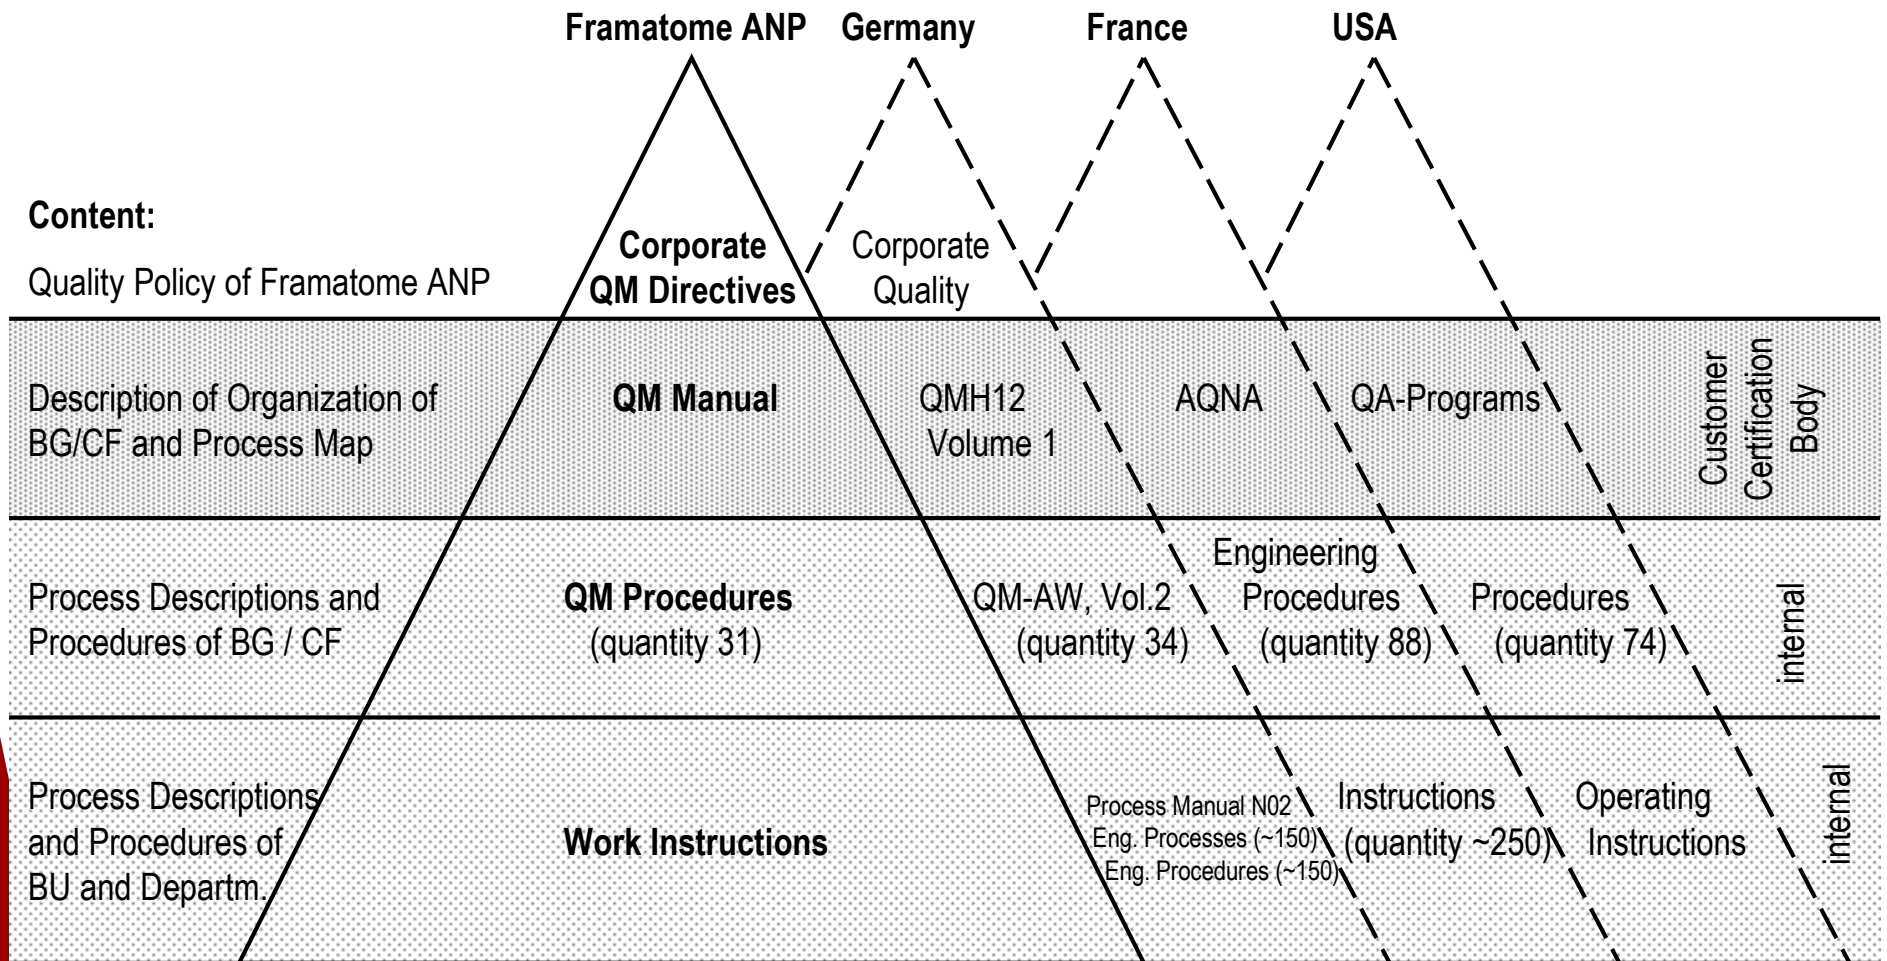 Framatome ANP Germany France USA
Content:
Quality Policy of Framatome ANP
Corporate
QM Directives
Corporate
Quality
Description of Organization of
BG/CF and Process Map
QM Manual
QMH12
Volume 1
AQNA
QA-Programs
Customer
Certification
Body
Process Descriptions and
Procedures of BG / CF
QM Procedures
(quantity 31)
QM-AW, Vol.2
(quantity 34)
Engineering
Procedures
(quantity 88)
Procedures
(quantity 74)
internal
Process Descriptions
and Procedures of
BU and Departm.
Work Instructions
Process Manual N02
Eng. Processes (~150)
Eng. Procedures (~150)
Instructions
(quantity ~250)
Operating
Instructions
internal